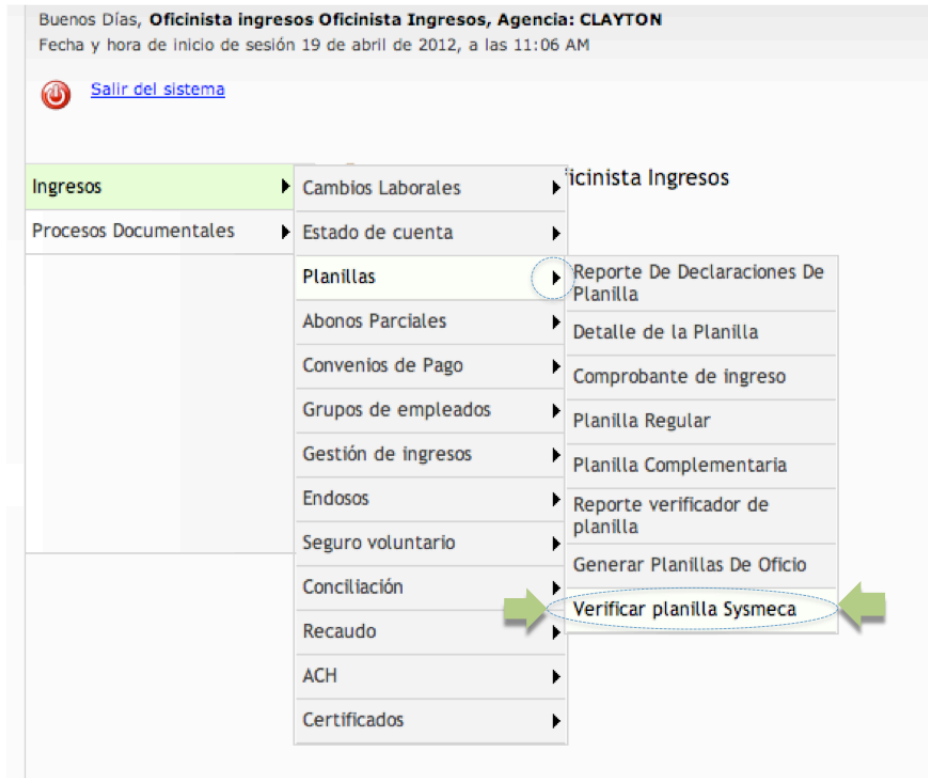 Buenos Días, Oficinista ingresos Oficinista Ingresos, Agencia: CLAYTON
Fecha y hora de inicio de sesión 19 de abril de 2012, a las 11:06 AM
Salir del sistema
ficinista Ingresos
Ingresos
Procesos Documentales
Cambios Laborales
Estado de cuenta
Planillas
Abonos Parciales
Convenios de Pago
Grupos de empleados
Gestión de ingresos
Endosos
Seguro voluntario
Conciliación
Recaudo
ACH
Certificados
Reporte De Declaraciones De
Planilla
Detalle de la Planilla
Comprobante de ingreso
Planilla Regular
Planilla Complementaria
Reporte verificador de
planilla
Generar Planillas De Oficio
Verificar planilla Sysmeca